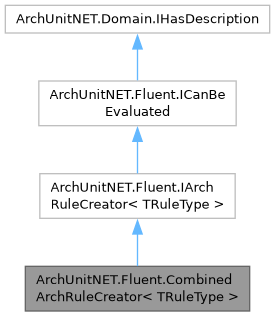 ArchUnitNET.Domain.IHasDescription
ArchUnitNET.Fluent.ICanBe
Evaluated
ArchUnitNET.Fluent.IArch
RuleCreator< TRuleType >
ArchUnitNET.Fluent.Combined
ArchRuleCreator< TRuleType >